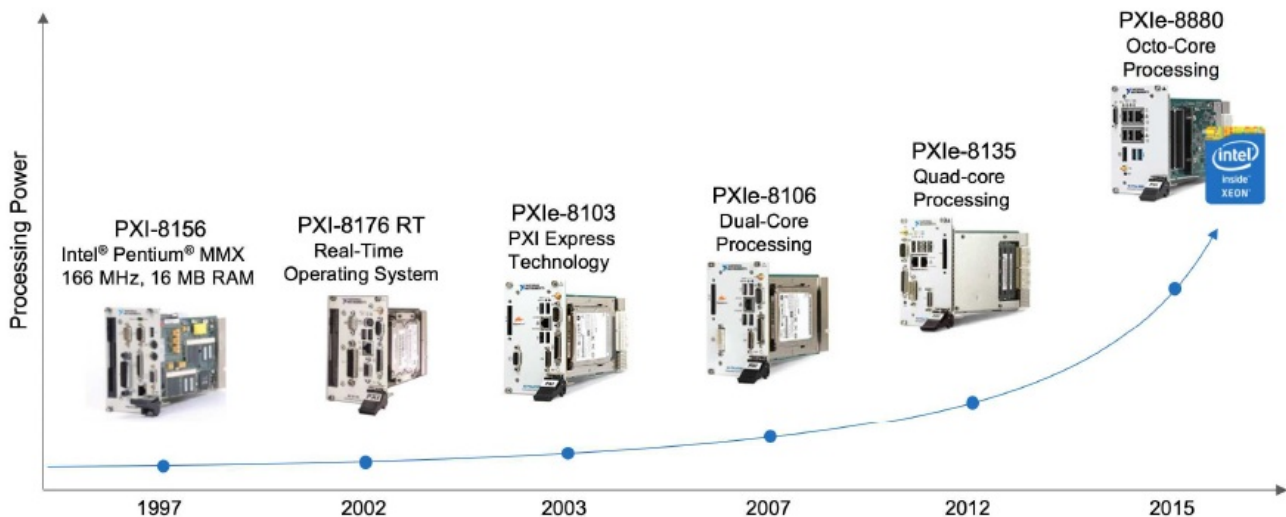 Processing Power
PXI-8156
Intel® Pentium® MMX
166 MHz, 16 MB RAM
PXI-8176 RT
Real-Time
Operating System
PXIe-8103
PXI Express
Technology
PXIe-8106
Dual-Core
Processing
PXIe-8135
Quad-core
Processing
PXIe-8880
Octo-Core
Processing
intel
inside™
XEON™
1997
2002
2003
2007
2012
2015